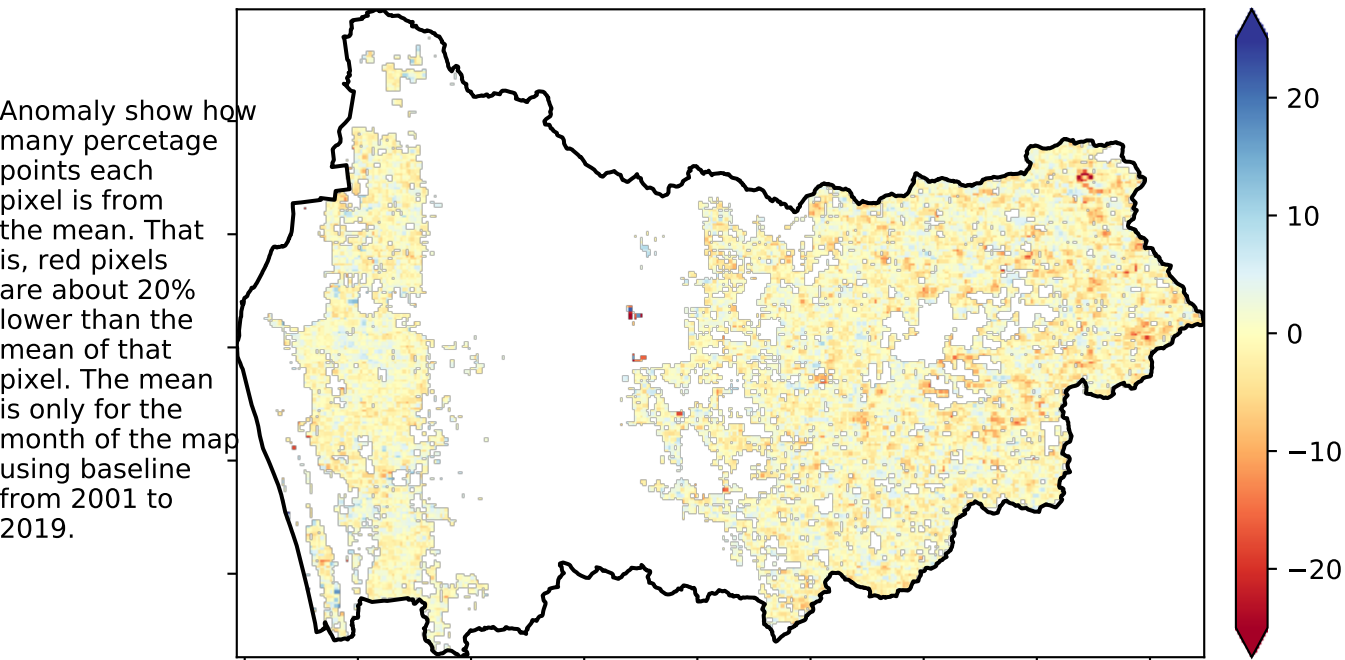 Anomaly show how
many percetage
points each
pixel is from
the mean. That
is, red pixels
are about 20%
lower than the
mean of that
pixel. The mean
is only for the
month of the map
using baseline
from 2001 to
2019.
20
10
0
−10
−20